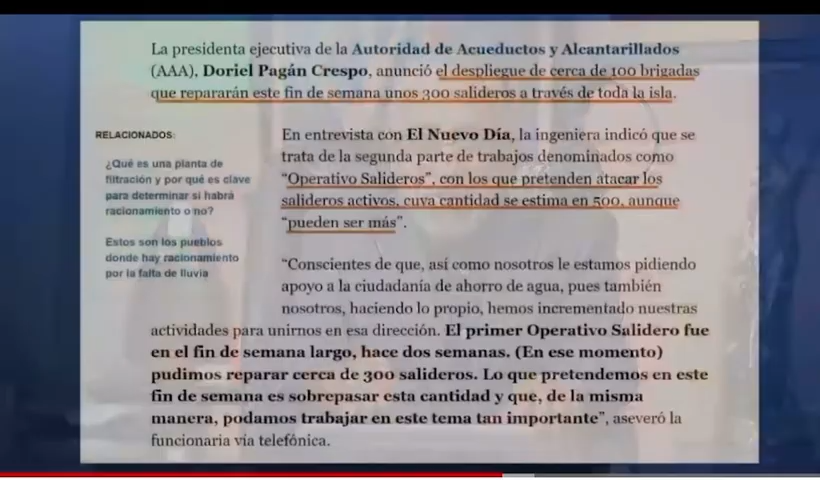 La presidenta ejecutiva de la Autoridad de Acueductos y Alcantarillados
(AAA), Doriel Pagán Crespo, anunció el despliegue de cerca de 100 brigadas
que repararán este fin de semana unos 300 salideros a través de toda la isla.
RELACIONADOS:
¿Qué es una planta de
filtración y por qué es clave
para determinar si habrá
racionamiento o no?
Estos son los pueblos
donde hay racionamiento
por la falta de lluvia
En entrevista con El Nuevo Día, la ingeniera indicó que se
trata de la segunda parte de trabajos denominados como
“Operativo Salideros”, con los que pretenden atacar los
salideros activos, cuya cantidad se estima en 500, aunque
“pueden ser más”.
“Conscientes de que, así como nosotros le estamos pidiendo
apoyo a la ciudadanía de ahorro de agua, pues también
nosotros, haciendo lo propio, hemos incrementado nuestras
actividades para unirnos en esa dirección. El primer Operativo Salidero fue
en el fin de semana largo, hace dos semanas. (En ese momento)
pudimos reparar cerca de 300 salideros. Lo que pretendemos en este
fin de semana es sobrepasar esta cantidad y que, de la misma
manera, podamos trabajar en este tema tan importante”, aseveró la
funcionaria vía telefónica.